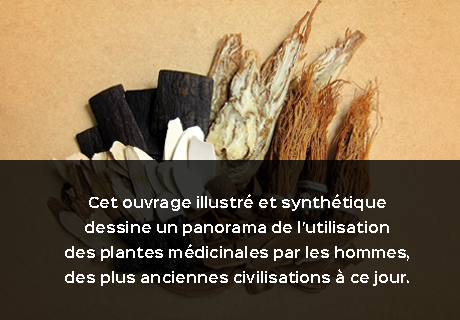 Cet ouvrage illustré et synthétique
dessine un panorama de l'utilisation
des plantes médicinales par les hommes,
des plus anciennes civilisations à ce jour.